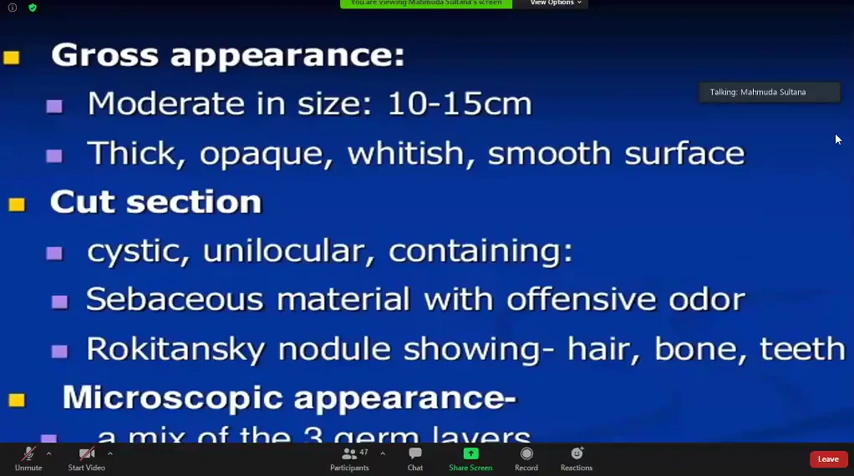 You are viewing Mahmuda Sultana's screen
View Options
Gross appearance:
Talking: Mahmuda Sultana
Moderate in size: 10-15cm
Thick, opaque, whitish, smooth surface
Cut section
cystic, unilocular, containing:
Sebaceous material with offensive odor
Rokitansky nodule showing- hair, bone, teeth
Microscopic appearance-
a mix of the 3 germ layers
47
Unmute
Start Video
Participants
Chat
Share Screen
Record
Reactions
Leave